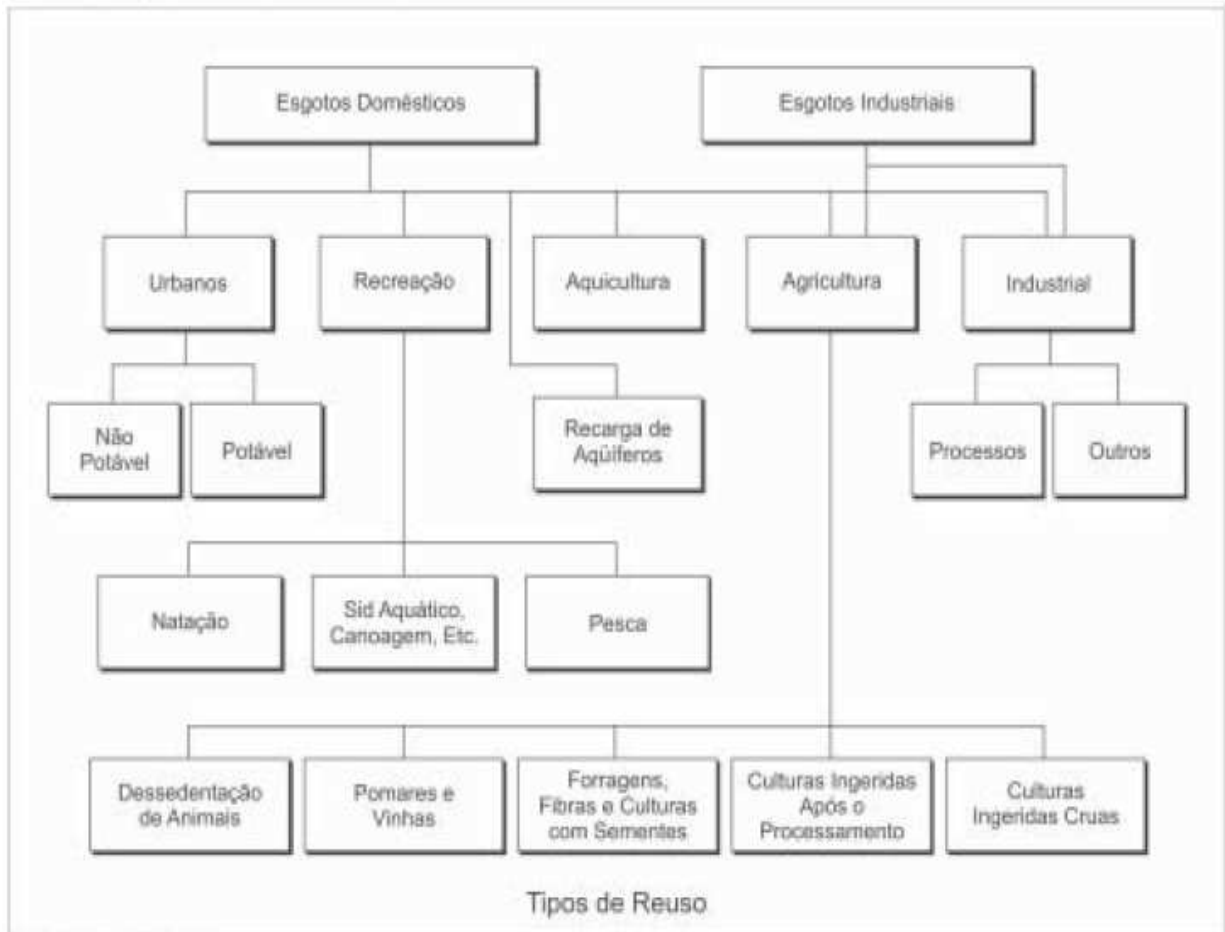 Esgotos Domésticos
Esgotos Industriais
Urbanos
Recreação
Aquicultura
Agricultura
Industrial
Não
Potável
Potável
Recarga de
Aqüiferos
Processos
Outros
Natação
Sid Aquático,
Canoagem, Etc.
Pesca
Dessedentação
de Animais
Pomares e
Vinhas
Forragens,
Fibras e Culturas
com Sementes
Culturas Ingeridas
Após o
Processamento
Culturas
Ingeridas Cruas
Tipos de Reuso